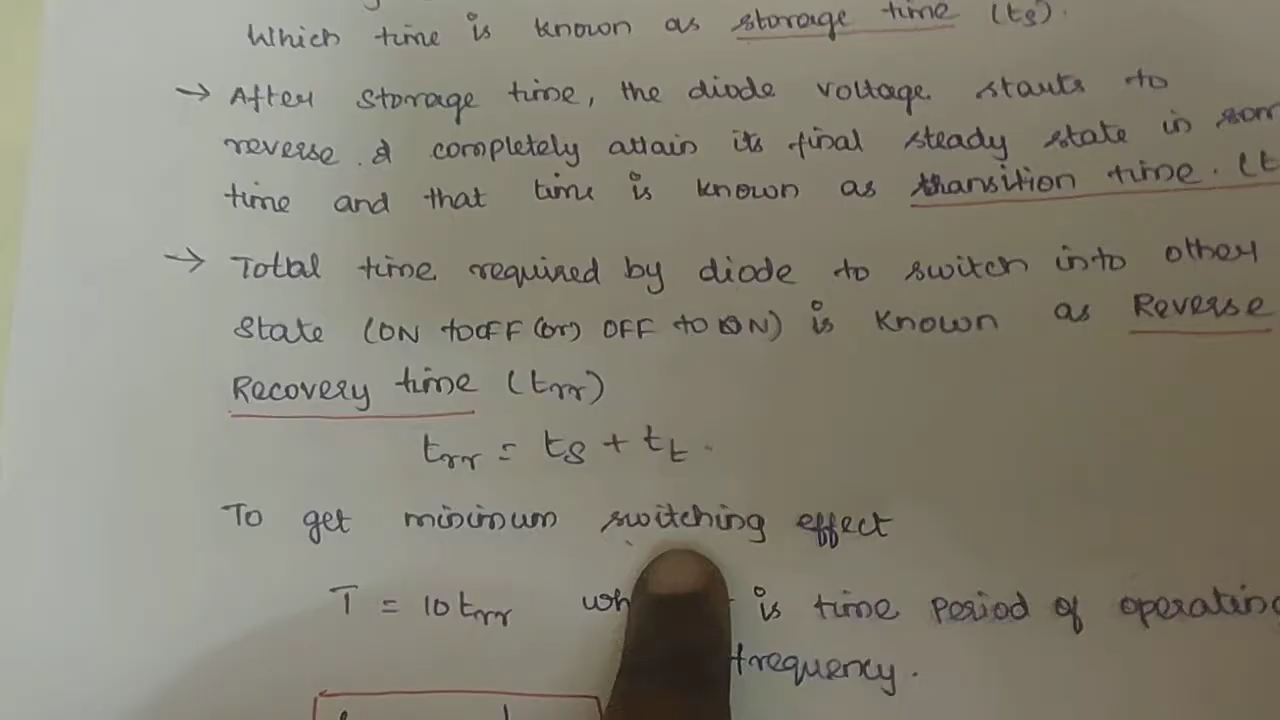 Which time is known as storage time (ts).
→ After storage time, the diode voltage starts to
reverse & completely attain its final steady state in som
time and that time is known as transition time. (t
→ Total time required by diode to switch into other
state (ON to OFF (or) OFF to ON) is known as Reverse
Recovery time (trr)
trr = ts + tt.
To get minimum switching effect
T = 10 trr is time period of operating
frequency.